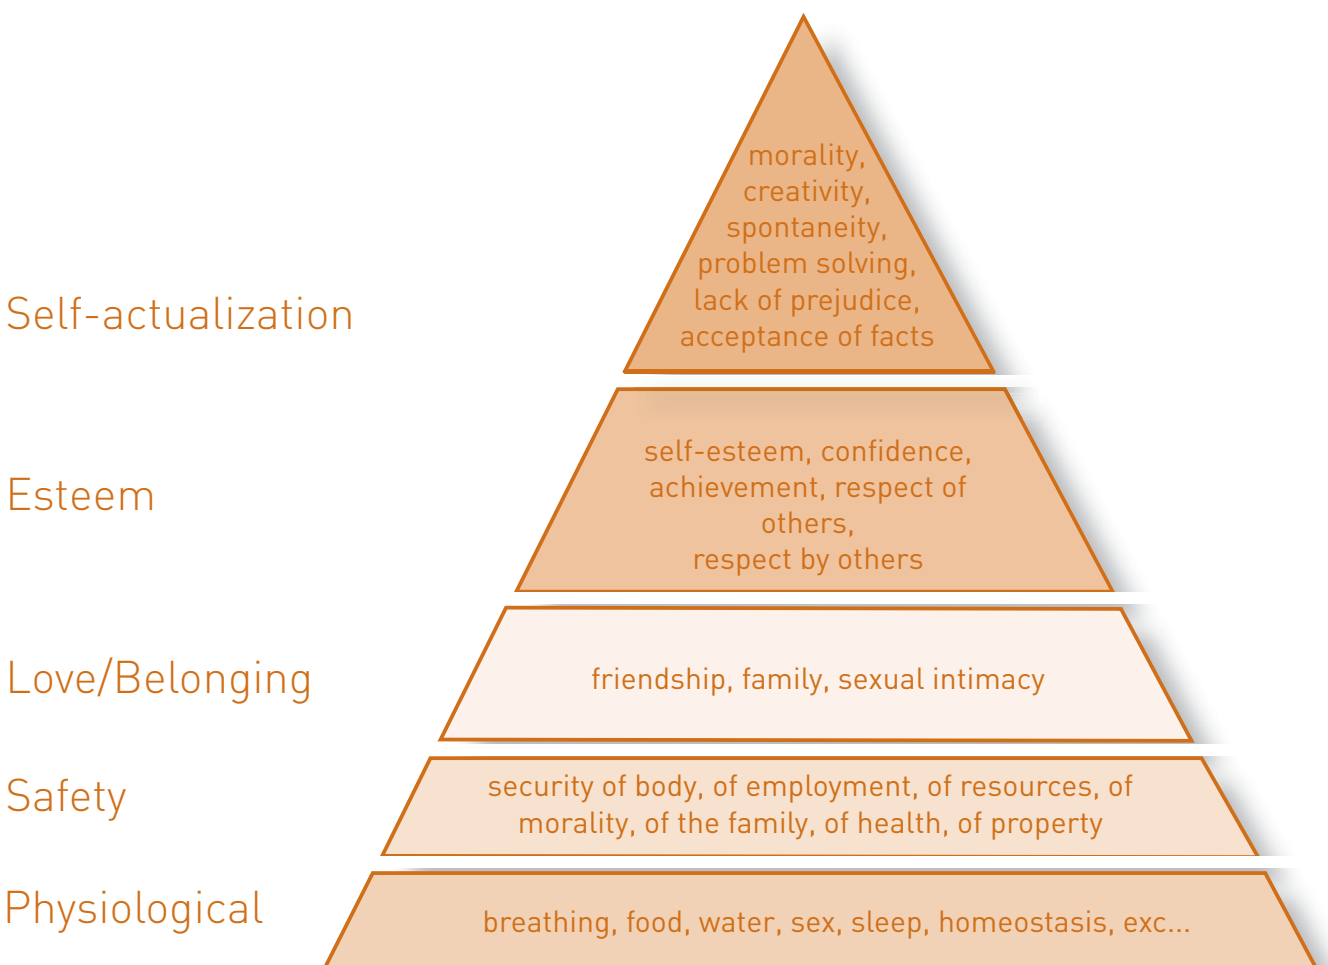 morality,
creativity,
spontaneity,
problem solving,
lack of prejudice,
acceptance of facts
Self-actualization
self-esteem, confidence,
achievement, respect of
others,
respect by others
Esteem
friendship, family, sexual intimacy
Love/Belonging
security of body, of employment, of resources, of
morality, of the family, of health, of property
Safety
breathing, food, water, sex, sleep, homeostasis, exc...
Physiological